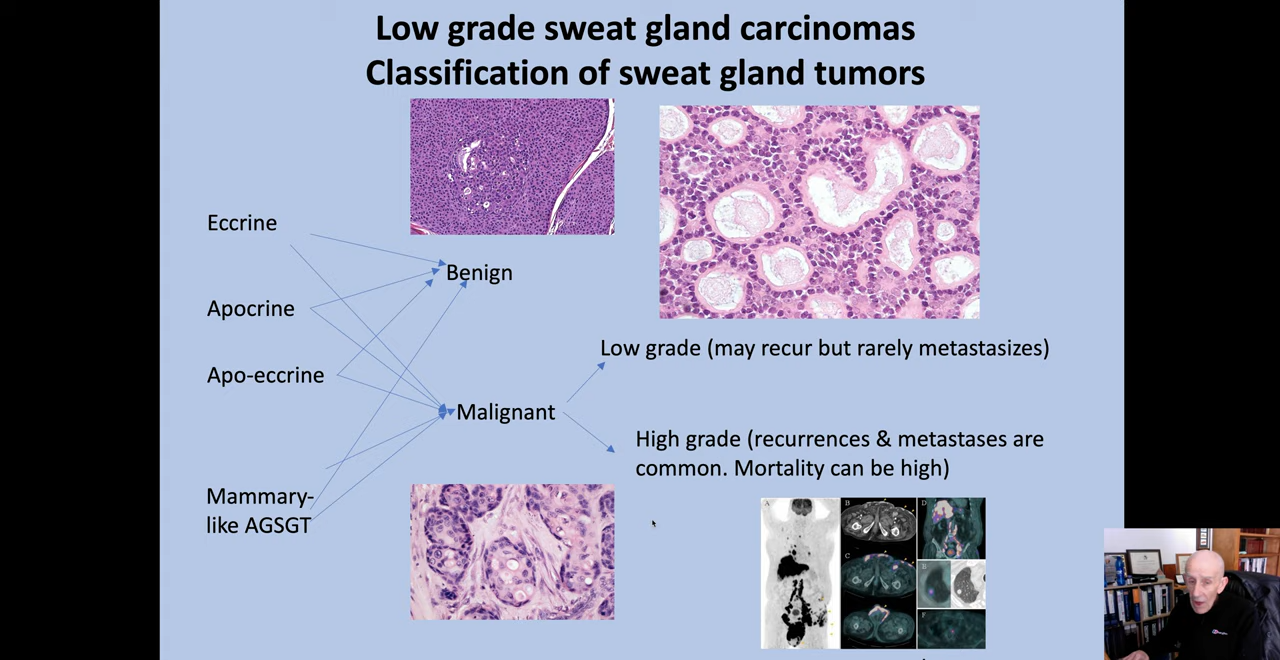 Low grade sweat gland carcinomas
Classification of sweat gland tumors
Eccrine
Benign
Apocrine
Low grade (may recur but rarely metastasizes)
Apo-eccrine
Malignant
High grade (recurrences & metastases are
common. Mortality can be high)
Mammary-
like AGSGT
A
B
D
C
E
F